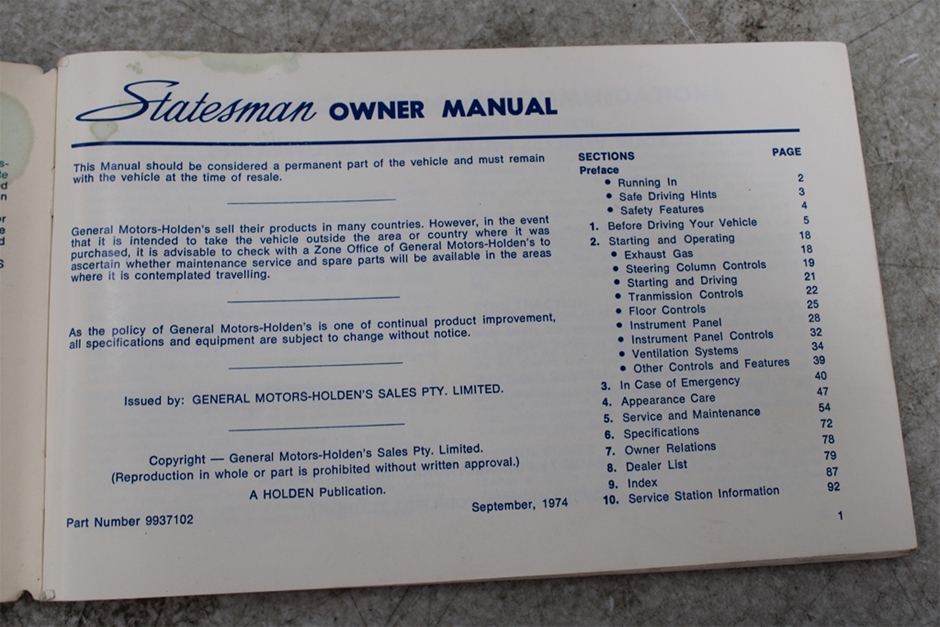 Statesman OWNER MANUAL
This Manual should be considered a permanent part of the vehicle and must remain
with the vehicle at the time of resale.
General Motors-Holden's sell their products in many countries. However, in the event
that it is intended to take the vehicle outside the area or country where it was
purchased, it is advisable to check with a Zone Office of General Motors-Holden's to
ascertain whether maintenance service and spare parts will be available in the areas
where it is contemplated travelling.
As the policy of General Motors-Holden's is one of continual product improvement,
all specifications and equipment are subject to change without notice.
Issued by: GENERAL MOTORS-HOLDEN'S SALES PTY. LIMITED.
Copyright — General Motors-Holden's Sales Pty. Limited.
(Reproduction in whole or part is prohibited without written approval.)
A HOLDEN Publication.
Part Number 9937102
September, 1974
SECTIONS PAGE
Preface
• Running In 2
• Safe Driving Hints 3
• Safety Features 4
1. Before Driving Your Vehicle 5
2. Starting and Operating 18
• Exhaust Gas 18
• Steering Column Controls 19
• Starting and Driving 21
• Tranmission Controls 22
• Floor Controls 25
• Instrument Panel 28
• Instrument Panel Controls 32
• Ventilation Systems 34
• Other Controls and Features 39
3. In Case of Emergency 40
4. Appearance Care 47
5. Service and Maintenance 54
6. Specifications 72
7. Owner Relations 78
8. Dealer List 79
9. Index 87
10. Service Station Information 92
1